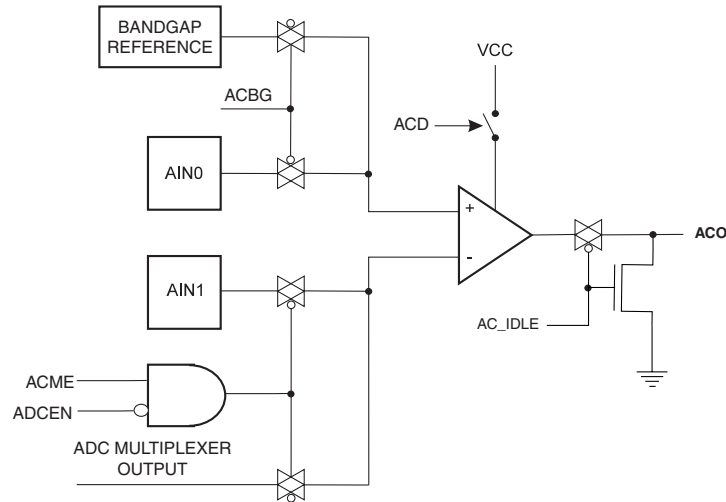 BANDGAP
REFERENCE
VCC
ACBG
ACD
AIN0
+
ACO
-
AIN1
AC_IDLE
ACME
ADCEN
ADC MULTIPLEXER
OUTPUT